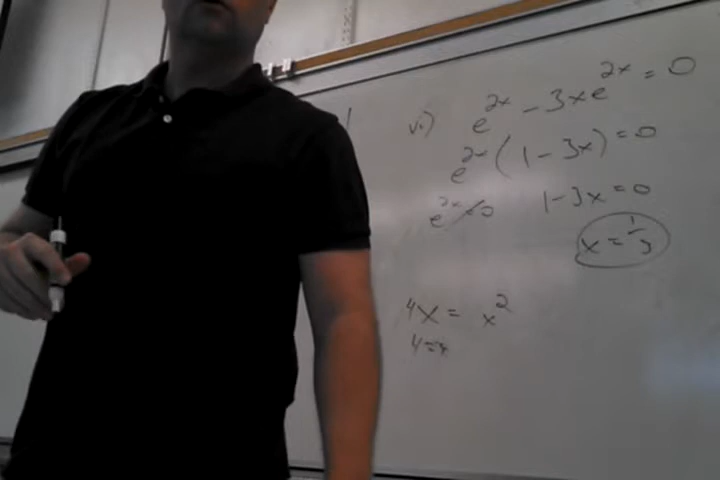 vi) e^{2x} - 3xe^{2x} = 0
e^{2x}(1 - 3x) = 0
e^{2x} ≠ 0 1 - 3x = 0
x = 1/3
4x = x^2
4 = x